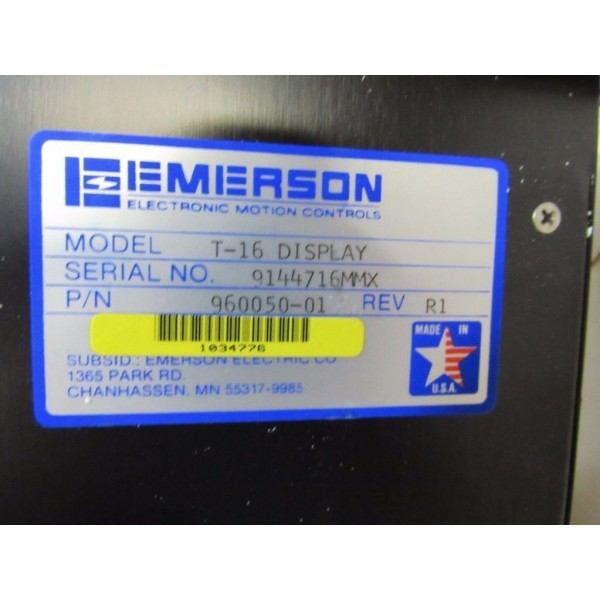 EMERSON
ELECTRONIC MOTION CONTROLS
MODEL T-16 DISPLAY
SERIAL NO. 9144716MMX
P/N 960050-01 REV R1
1034776
MADE IN
U.S.A.
SUBSID.: EMERSON ELECTRIC CO
1365 PARK RD.
CHANHASSEN, MN 55317-9985